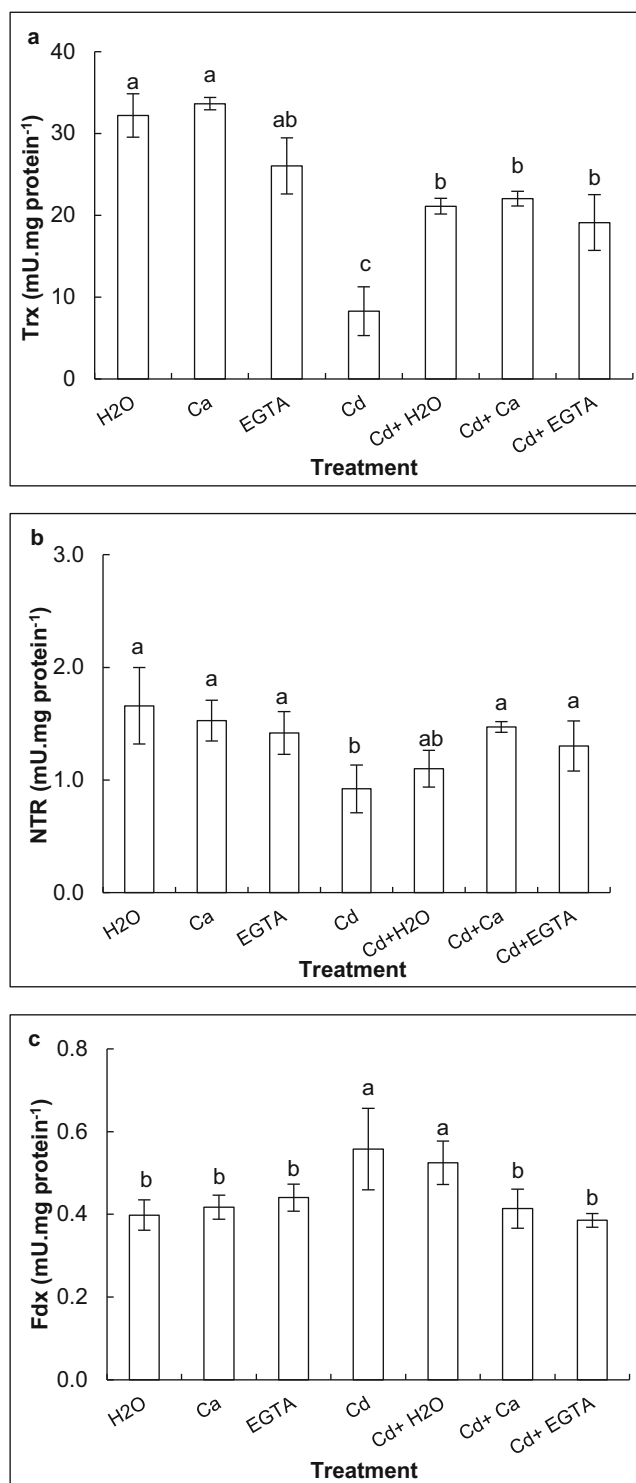 a
40
30
20
10
0
Trx (mU.mg protein-1)
a
a
ab
c
b
b
b
H2O
Ca
EGTA
Cd
Cd+ H2O
Cd+ Ca
Cd+ EGTA
Treatment
b
3.0
2.0
1.0
0.0
NTR (mU.mg protein-1)
a
a
a
b
ab
a
a
H2O
Ca
EGTA
Cd
Cd+H2O
Cd+Ca
Cd+EGTA
Treatment
c
0.8
0.6
0.4
0.2
0.0
Fdx (mU.mg protein-1)
b
b
b
a
a
b
b
H2O
Ca
EGTA
Cd
Cd+ H2O
Cd+ Ca
Cd+ EGTA
Treatment